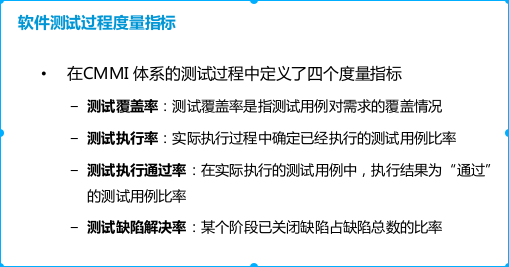 软件测试过程度量指标
• 在CMMI 体系的测试过程中定义了四个度量指标
– 测试覆盖率：测试覆盖率是指测试用例对需求的覆盖情况
– 测试执行率：实际执行过程中确定已经执行的测试用例比率
– 测试执行通过率：在实际执行的测试用例中，执行结果为“通过”
的测试用例比率
– 测试缺陷解决率：某个阶段已关闭缺陷占缺陷总数的比率